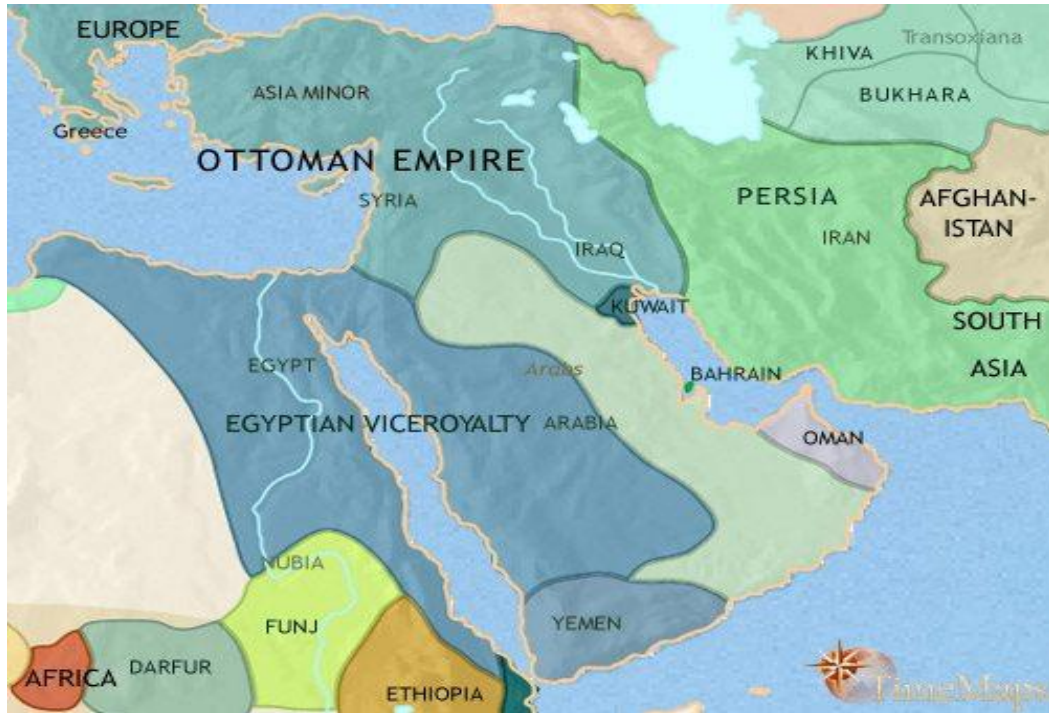 EUROPE
Transoxiana
KHIVA
ASIA MINOR
BUKHARA
Greece
OTTOMAN EMPIRE
PERSIA
AFGHAN-
ISTAN
SYRIA
IRAN
IRAQ
KUWAIT
SOUTH
ASIA
EGYPT
Arabs
BAHRAIN
EGYPTIAN VICEROYALTY
ARABIA
OMAN
NUBIA
FUNJ
YEMEN
AFRICA
DARFUR
ETHIOPIA
TimeMaps